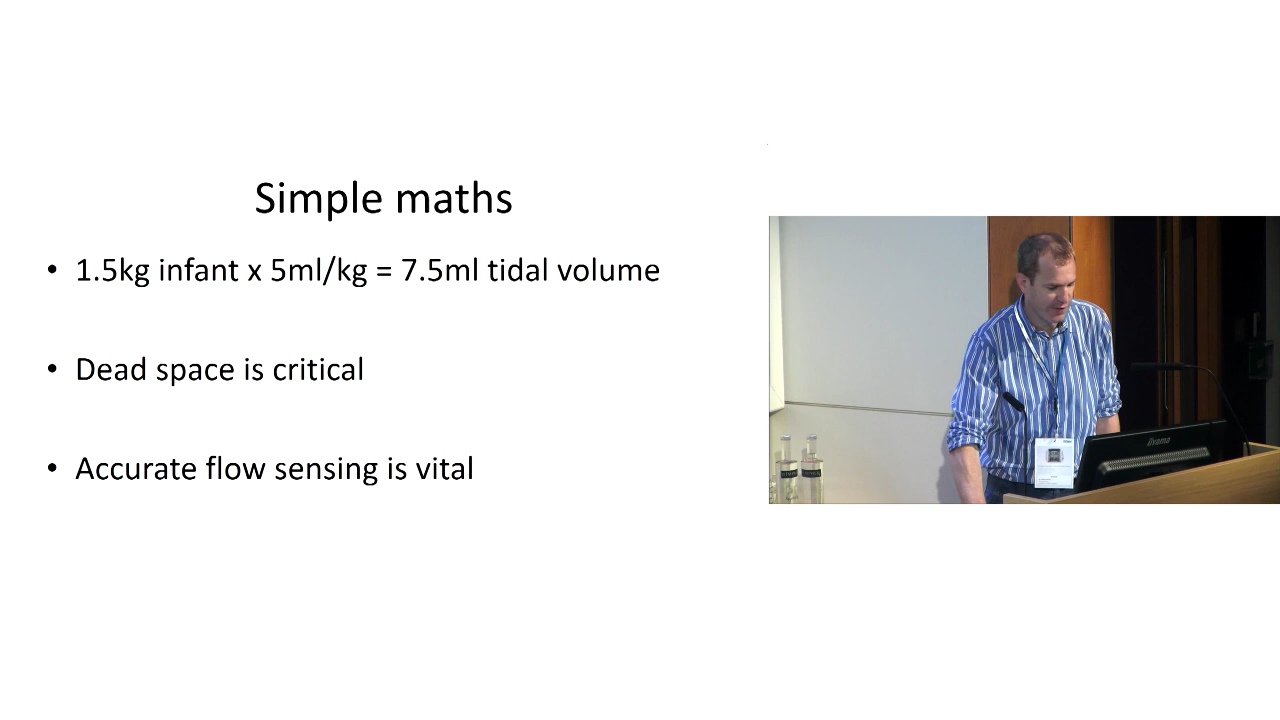 Simple maths
• 1.5kg infant x 5ml/kg = 7.5ml tidal volume
• Dead space is critical
• Accurate flow sensing is vital
iiyama